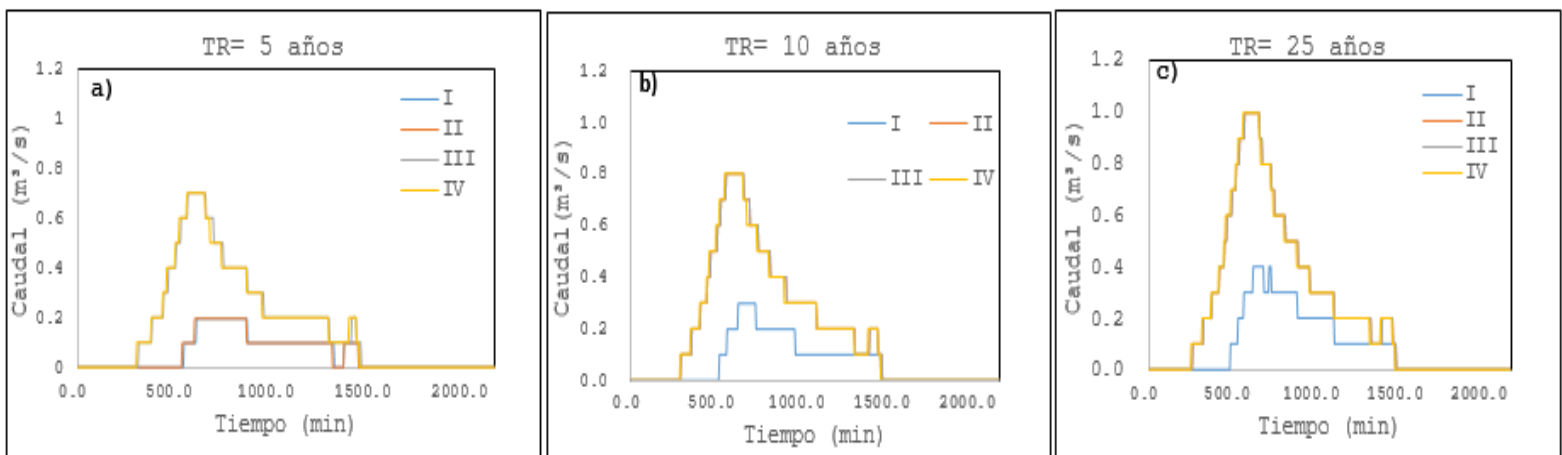 TR= 5 años
a)
1.2
1
0.8
0.6
0.4
0.2
0
Caudal (m³/s)
I
II
III
IV
0.0
500.0
1000.0
1500.0
2000.0
Tiempo (min)
TR= 10 años
b)
1.2
1.0
0.8
0.6
0.4
0.2
0.0
Caudal(m³/s)
I
II
III
IV
0.0
500.0
1000.0
1500.0
2000.0
Tiempo (min)
TR= 25 años
c)
1.2
1.0
0.8
0.6
0.4
0.2
0.0
Caudal (m³/s)
I
II
III
IV
0.0
500.0
1000.0
1500.0
2000.0
Tiempo (min)